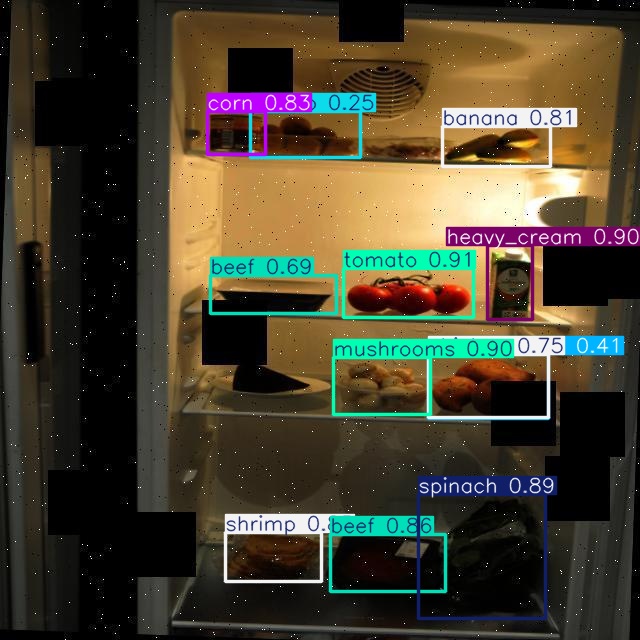 corn 0.83
0.25
banana 0.81
heavy_cream 0.90
beef 0.69
tomato 0.91
mushrooms 0.90
0.75
0.41
spinach 0.89
shrimp
beef 0.86